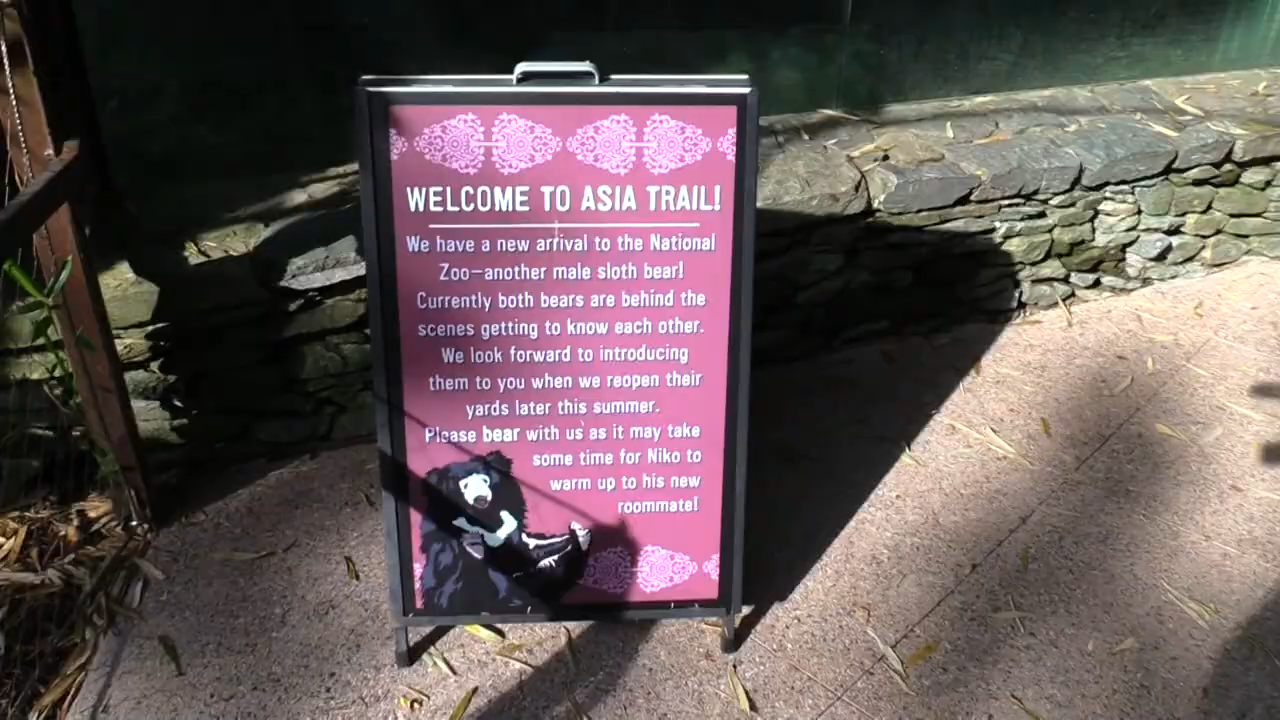 WELCOME TO ASIA TRAIL!
We have a new arrival to the National
Zoo—another male sloth bear!
Currently both bears are behind the
scenes getting to know each other.
We look forward to introducing
them to you when we reopen their
yards later this summer.
Please bear with us as it may take
some time for Niko to
warm up to his new
roommate!